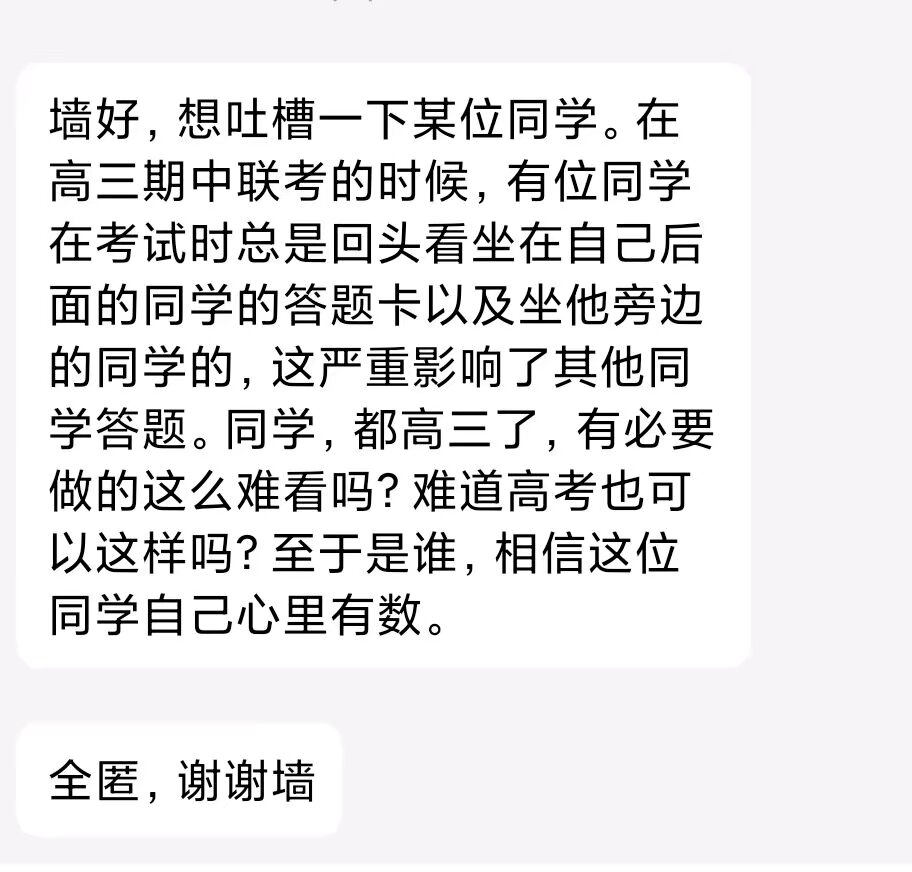 墙好，想吐槽一下某位同学。在
高三期中联考的时候，有位同学
在考试时总是回头看坐在自己后
面的同学的答题卡以及坐他旁边
的同学的，这严重影响了其他同
学答题。同学，都高三了，有必要
做的这么难看吗？难道高考也可
以这样吗？至于是谁，相信这位
同学自己心里有数。
全匿，谢谢墙